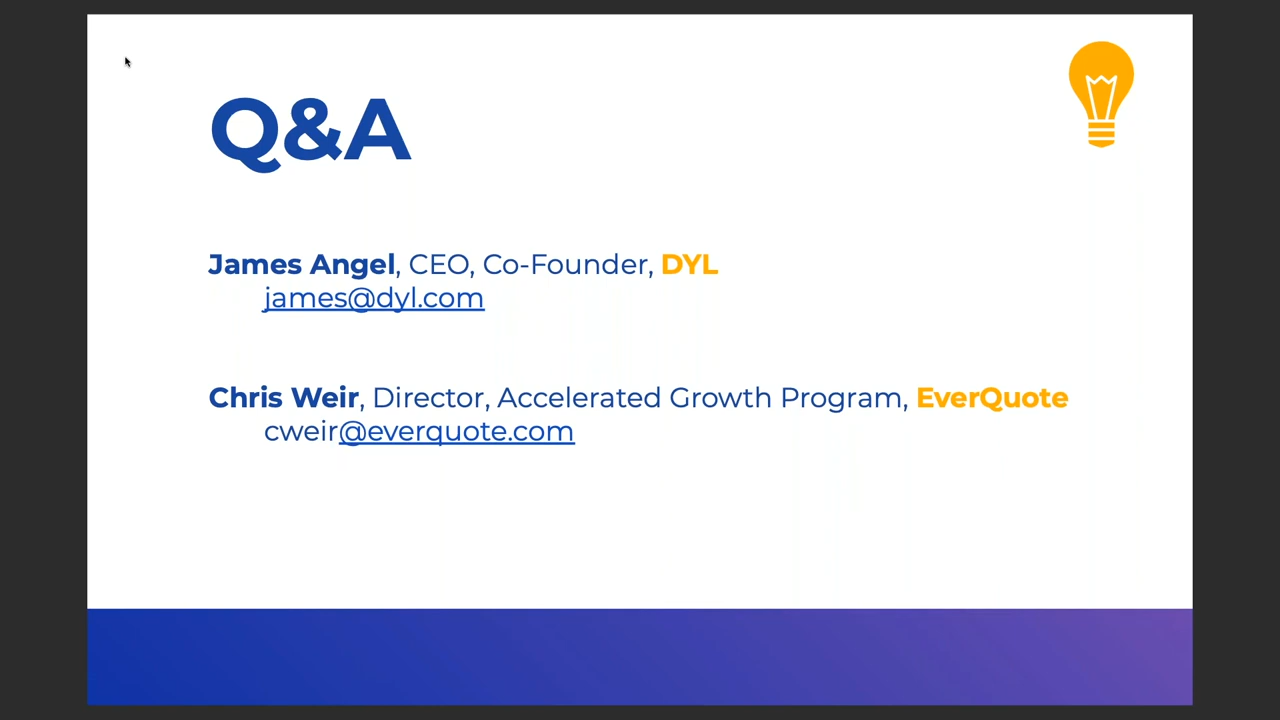 Q&A
James Angel, CEO, Co-Founder, DYL
james@dyl.com
Chris Weir, Director, Accelerated Growth Program, EverQuote
cweir@everquote.com